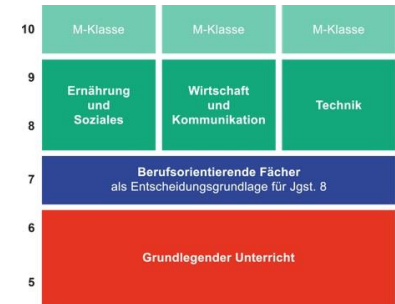 10
M-Klasse
M-Klasse
M-Klasse
9
8
Ernährung
und
Soziales
Wirtschaft
und
Kommunikation
Technik
7
Berufsorientierende Fächer
als Entscheidungsgrundlage für Jgst. 8
6
5
Grundlegender Unterricht